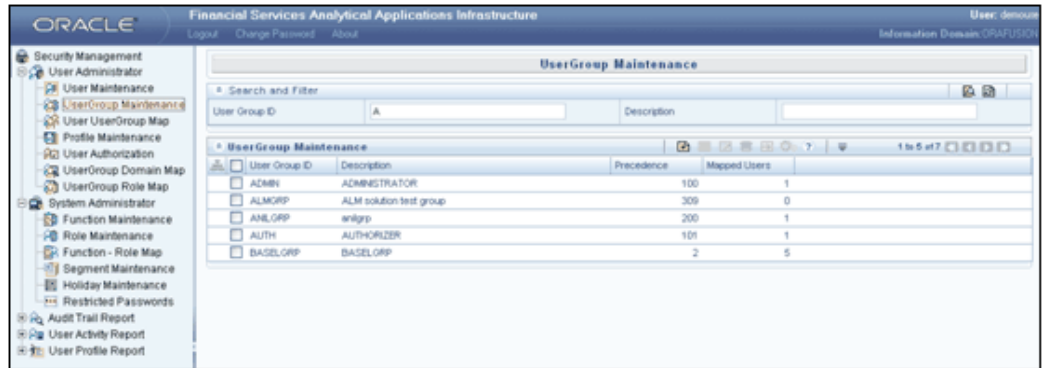 ORACLE
Financial Services Analytical Applications Infrastructure
User: demouser
Logout Change Password About
Information Domain:ORAFUSION
Security Management
User Administrator
User Maintenance
UserGroup Maintenance
User UserGroup Map
Profile Maintenance
User Authorization
UserGroup Domain Map
UserGroup Role Map
System Administrator
Function Maintenance
Role Maintenance
Function - Role Map
Segment Maintenance
Holiday Maintenance
Restricted Passwords
Audit Trail Report
User Activity Report
User Profile Report
UserGroup Maintenance
Search and Filter
User Group ID A Description
UserGroup Maintenance 1 to 5 of 7
User Group ID Description Precedence Mapped Users
ADMIN ADMINISTRATOR 100 1
ALMGRP ALM solution test group 309 0
ANILGRP anilgrp 200 1
AUTH AUTHORIZER 101 1
BASELGRP BASELGRP 2 5